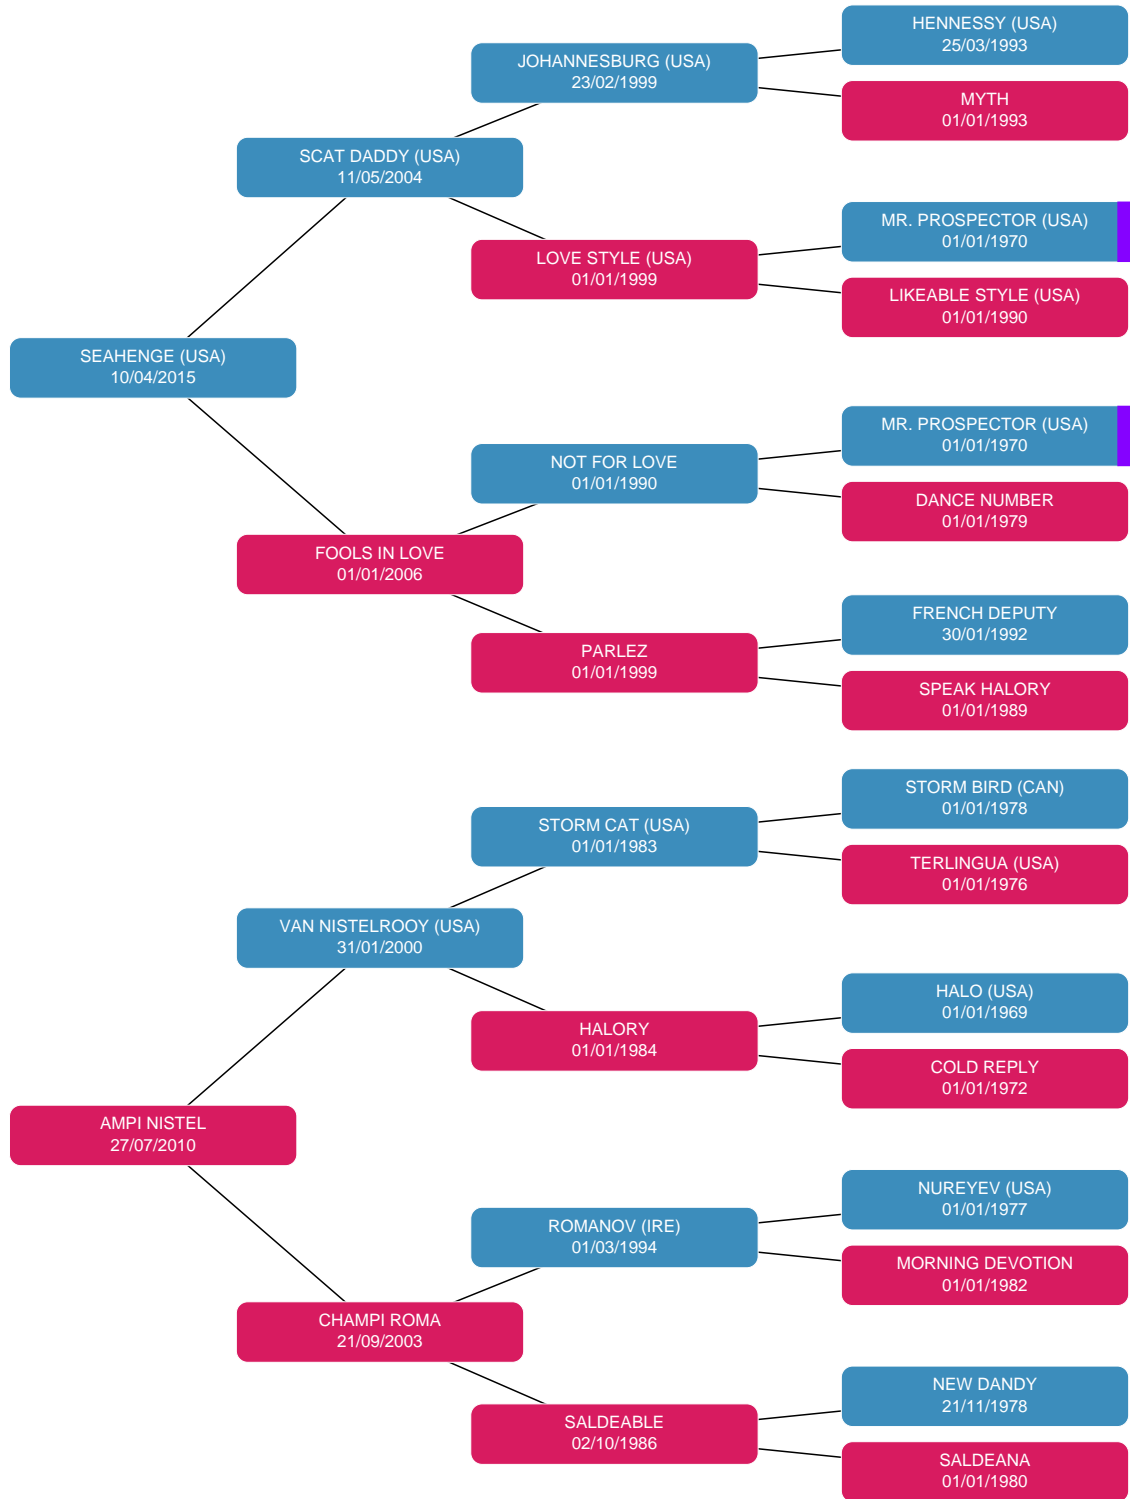 HENNESSY (USA)
25/03/1993
JOHANNESBURG (USA)
23/02/1999
MYTH
01/01/1993
SCAT DADDY (USA)
11/05/2004
MR. PROSPECTOR (USA)
01/01/1970
LOVE STYLE (USA)
01/01/1999
LIKEABLE STYLE (USA)
01/01/1990
SEAHENGE (USA)
10/04/2015
MR. PROSPECTOR (USA)
01/01/1970
NOT FOR LOVE
01/01/1990
DANCE NUMBER
01/01/1979
FOOLS IN LOVE
01/01/2006
FRENCH DEPUTY
30/01/1992
PARLEZ
01/01/1999
SPEAK HALORY
01/01/1989
STORM BIRD (CAN)
01/01/1978
STORM CAT (USA)
01/01/1983
TERLINGUA (USA)
01/01/1976
VAN NISTELROOY (USA)
31/01/2000
HALO (USA)
01/01/1969
HALORY
01/01/1984
COLD REPLY
01/01/1972
AMPI NISTEL
27/07/2010
NUREYEV (USA)
01/01/1977
ROMANOV (IRE)
01/03/1994
MORNING DEVOTION
01/01/1982
CHAMPI ROMA
21/09/2003
NEW DANDY
21/11/1978
SALDEABLE
02/10/1986
SALDEANA
01/01/1980